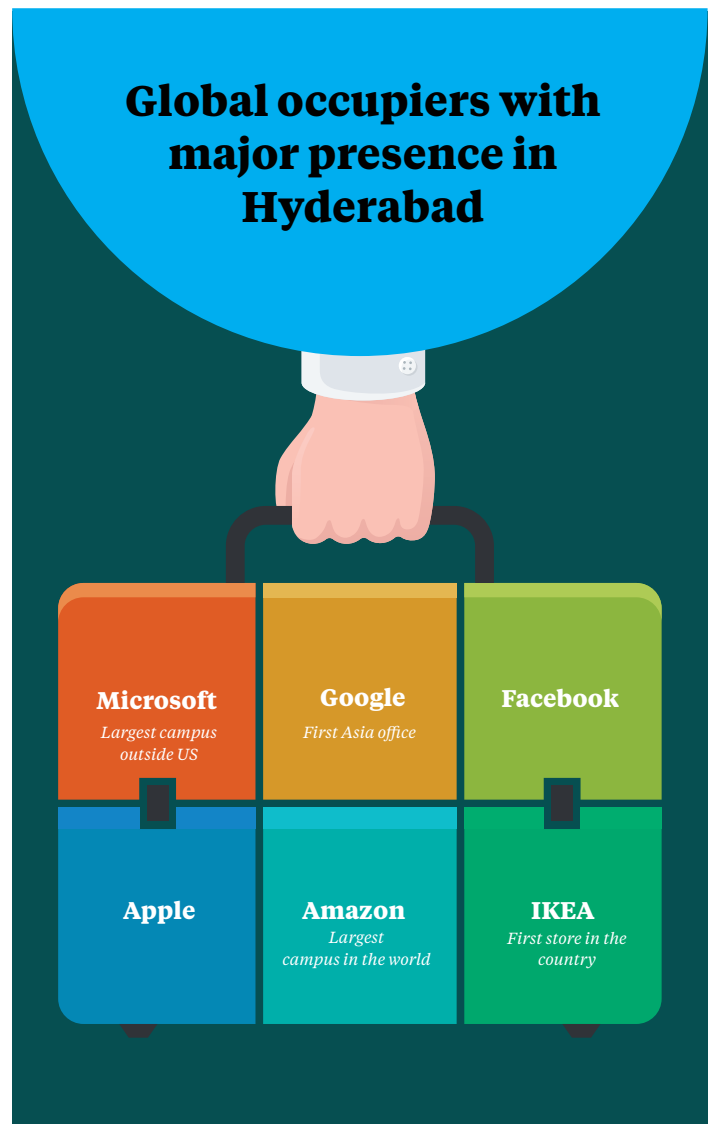 Global occupiers with
major presence in
Hyderabad
Microsoft
Largest campus
outside US
Google
First Asia office
Facebook
Apple
Amazon
Largest
campus in the world
IKEA
First store in the
country